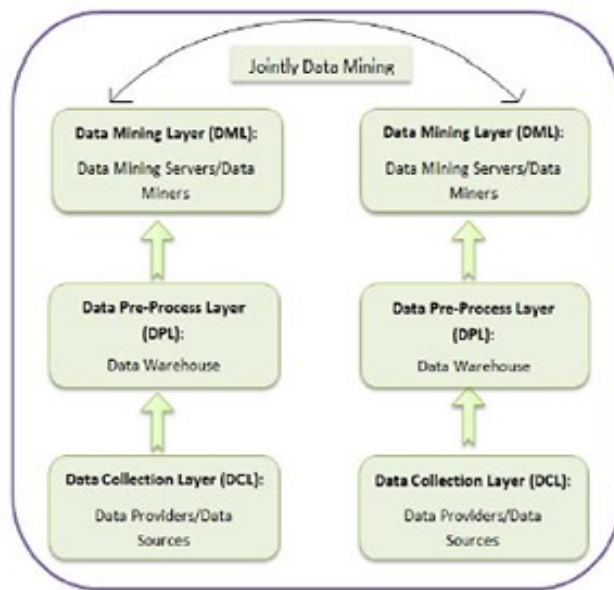 Jointly Data Mining
Data Mining Layer (DML):
Data Mining Servers/Data
Miners
Data Mining Layer (DML):
Data Mining Servers/Data
Miners
Data Pre-Process Layer
(DPL):
Data Warehouse
Data Pre-Process Layer
(DPL):
Data Warehouse
Data Collection Layer (DCL):
Data Providers/Data
Sources
Data Collection Layer (DCL):
Data Providers/Data
Sources